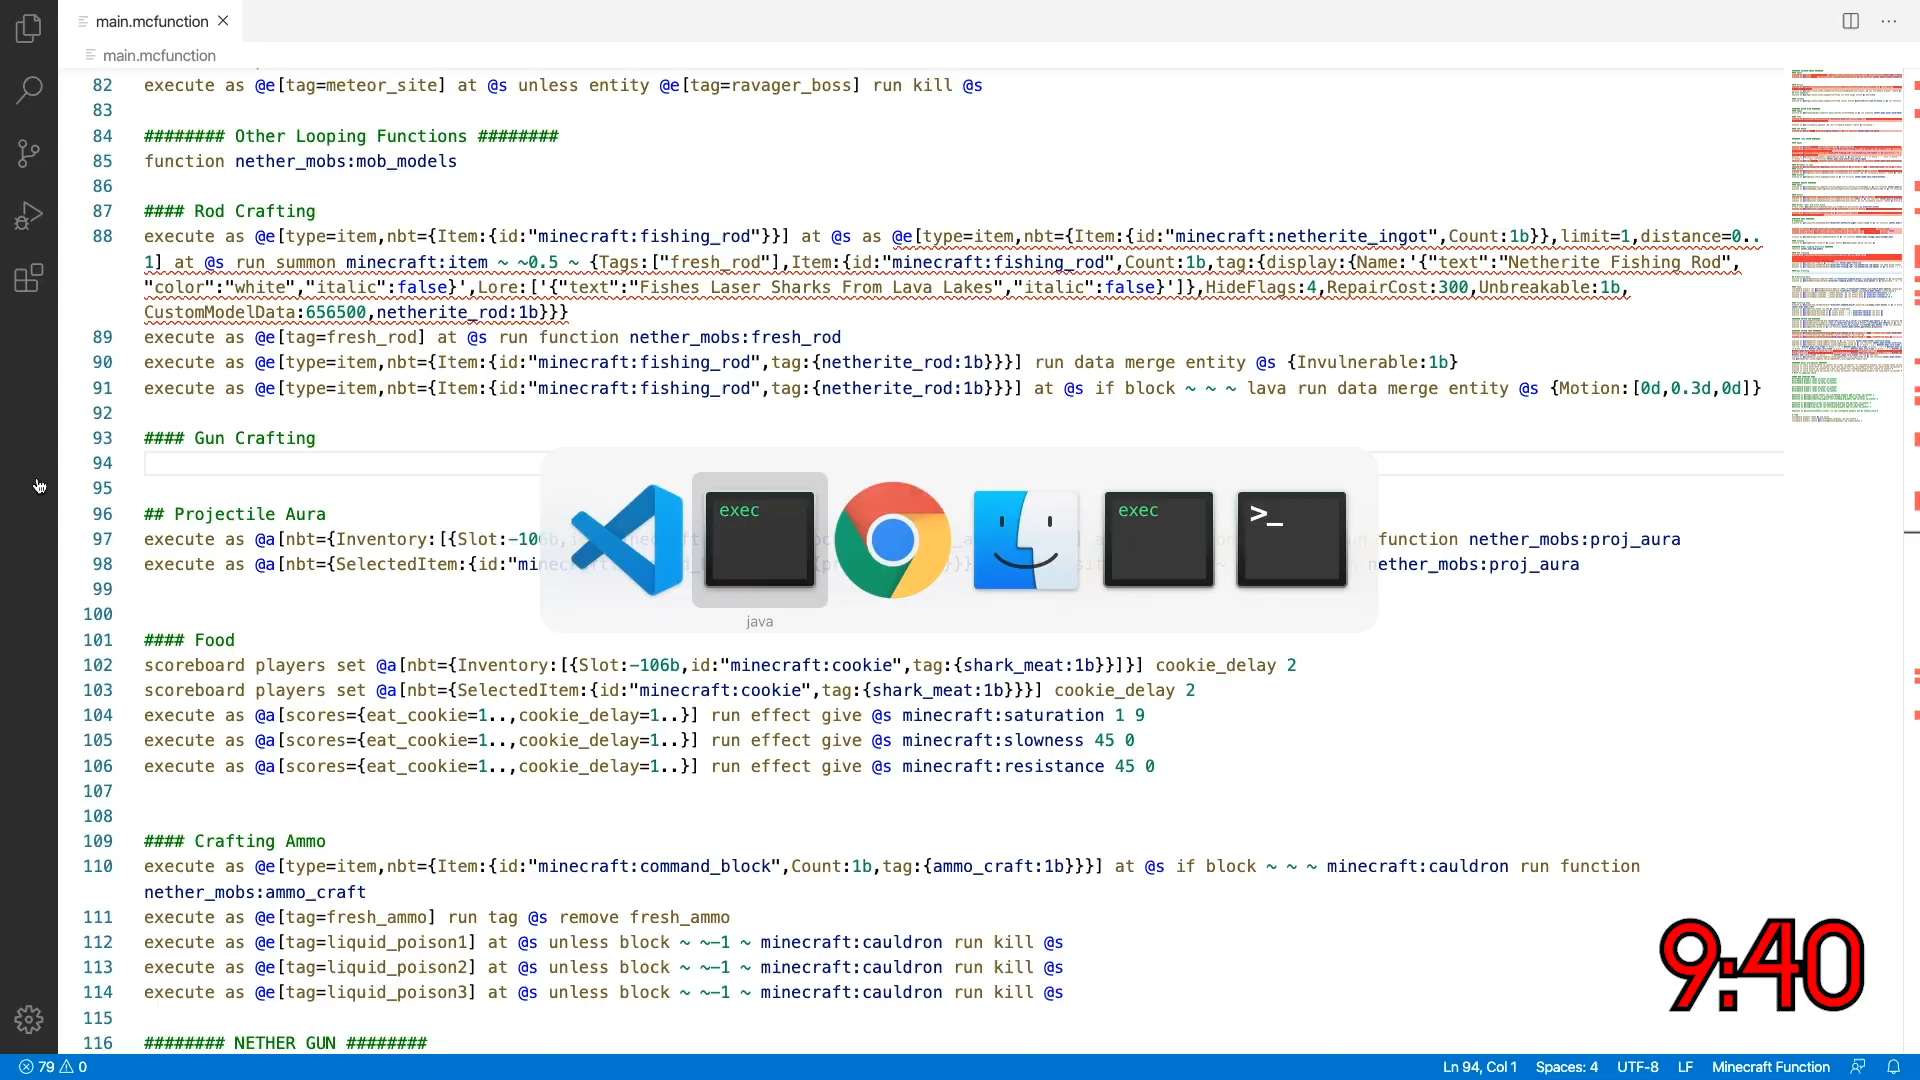 main.mcfunction
main.mcfunction
82 execute as @e[tag=meteor_site] at @s unless entity @e[tag=ravager_boss] run kill @s
83
84 ######## Other Looping Functions ########
85 function nether_mobs:mob_models
86
87 #### Rod Crafting
88 execute as @e[type=item,nbt={Item:{id:"minecraft:fishing_rod"}}] at @s as @e[type=item,nbt={Item:{id:"minecraft:netherite_ingot",Count:1b}},limit=1,distance=0..
1] at @s run summon minecraft:item ~ ~0.5 ~ {Tags:["fresh_rod"],Item:{id:"minecraft:fishing_rod",Count:1b,tag:{display:{Name:'{"text":"Netherite Fishing Rod",
"color":"white","italic":false}',Lore:['{"text":"Fishes Laser Sharks From Lava Lakes","italic":false}']},HideFlags:4,RepairCost:300,Unbreakable:1b,
CustomModelData:656500,netherite_rod:1b}}}
89 execute as @e[tag=fresh_rod] at @s run function nether_mobs:fresh_rod
90 execute as @e[type=item,nbt={Item:{id:"minecraft:fishing_rod",tag:{netherite_rod:1b}}}] run data merge entity @s {Invulnerable:1b}
91 execute as @e[type=item,nbt={Item:{id:"minecraft:fishing_rod",tag:{netherite_rod:1b}}}] at @s if block ~ ~ ~ lava run data merge entity @s {Motion:[0d,0.3d,0d]}
92
93 #### Gun Crafting
94
95
96 ## Projectile Aura
97 execute as @a[nbt={Inventory:[{Slot:-106b, function nether_mobs:proj_aura
98 execute as @a[nbt={SelectedItem:{id:"mi nether_mobs:proj_aura
exec
exec
>_
java
99
100
101 #### Food
102 scoreboard players set @a[nbt={Inventory:[{Slot:-106b,id:"minecraft:cookie",tag:{shark_meat:1b}}]}] cookie_delay 2
103 scoreboard players set @a[nbt={SelectedItem:{id:"minecraft:cookie",tag:{shark_meat:1b}}}] cookie_delay 2
104 execute as @a[scores={eat_cookie=1..,cookie_delay=1..}] run effect give @s minecraft:saturation 1 9
105 execute as @a[scores={eat_cookie=1..,cookie_delay=1..}] run effect give @s minecraft:slowness 45 0
106 execute as @a[scores={eat_cookie=1..,cookie_delay=1..}] run effect give @s minecraft:resistance 45 0
107
108
109 #### Crafting Ammo
110 execute as @e[type=item,nbt={Item:{id:"minecraft:command_block",Count:1b,tag:{ammo_craft:1b}}}] at @s if block ~ ~ ~ minecraft:cauldron run function
nether_mobs:ammo_craft
111 execute as @e[tag=fresh_ammo] run tag @s remove fresh_ammo
112 execute as @e[tag=liquid_poison1] at @s unless block ~ ~-1 ~ minecraft:cauldron run kill @s
113 execute as @e[tag=liquid_poison2] at @s unless block ~ ~-1 ~ minecraft:cauldron run kill @s
114 execute as @e[tag=liquid_poison3] at @s unless block ~ ~-1 ~ minecraft:cauldron run kill @s
115
116 ######## NETHER GUN ########
9:40
79 0
Ln 94, Col 1 Spaces: 4 UTF-8 LF Minecraft Function